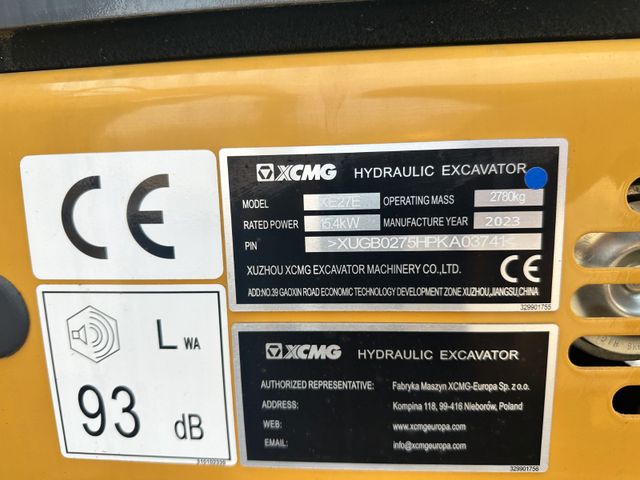 CE
XCMG HYDRAULIC EXCAVATOR
MODEL XE27E OPERATING MASS 2780kg
RATED POWER 15.4kW MANUFACTURE YEAR 2023
PIN >XUGB0275HPKA03741<
XUZHOU XCMG EXCAVATOR MACHINERY CO.,LTD. CE
ADD:NO.39 GAOXIN ROAD ECONOMIC TECHNOLOGY DEVELOPMENT ZONE XUZHOU,JIANGSU,CHINA
329901755
LWA
93 dB
XCMG HYDRAULIC EXCAVATOR
AUTHORIZED REPRESENTATIVE: Fabryka Maszyn XCMG-Europa Sp. z o.o.
ADDRESS: Kompina 118, 99-416 Nieborów, Poland
WEB: www.xcmgeuropa.com
EMAIL: info@xcmgeuropa.com
329901756